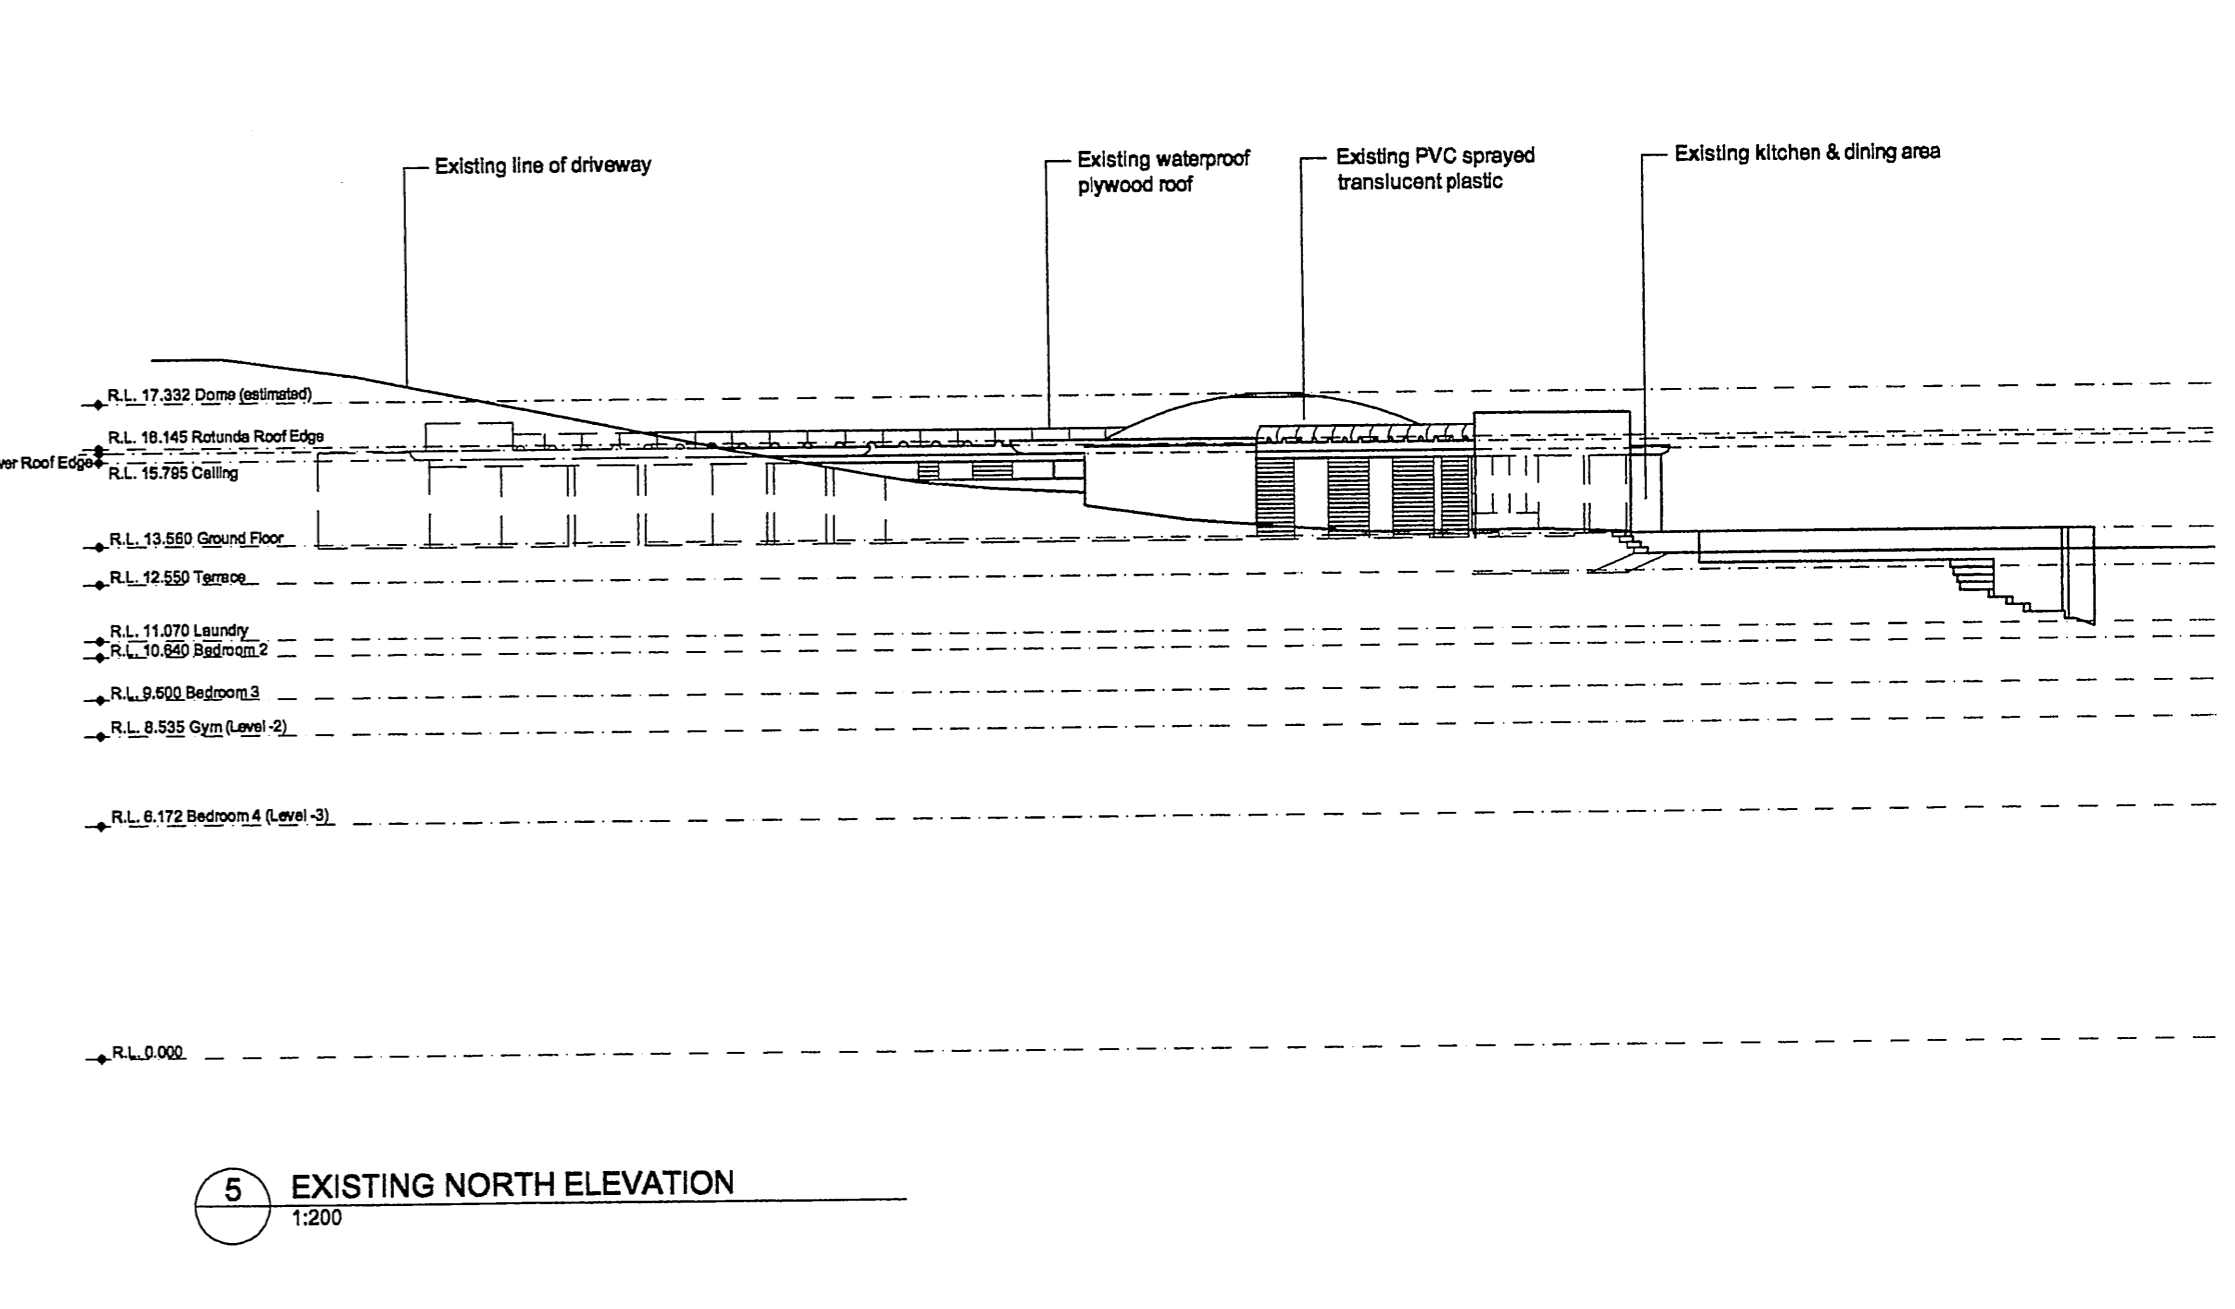 Existing line of driveway
Existing waterproof
plywood roof
Existing PVC sprayed
translucent plastic
Existing kitchen & dining area
R.L. 17.332 Dome (estimated)
R.L. 16.145 Rotunda Roof Edge
ver Roof Edge
R.L. 15.795 Ceiling
R.L. 13.560 Ground Floor
R.L. 12.550 Terrace
R.L. 11.070 Laundry
R.L. 10.640 Bedroom 2
R.L. 9.500 Bedroom 3
R.L. 8.535 Gym (Level -2)
R.L. 6.172 Bedroom 4 (Level -3)
R.L. 0.000
5
EXISTING NORTH ELEVATION
1:200